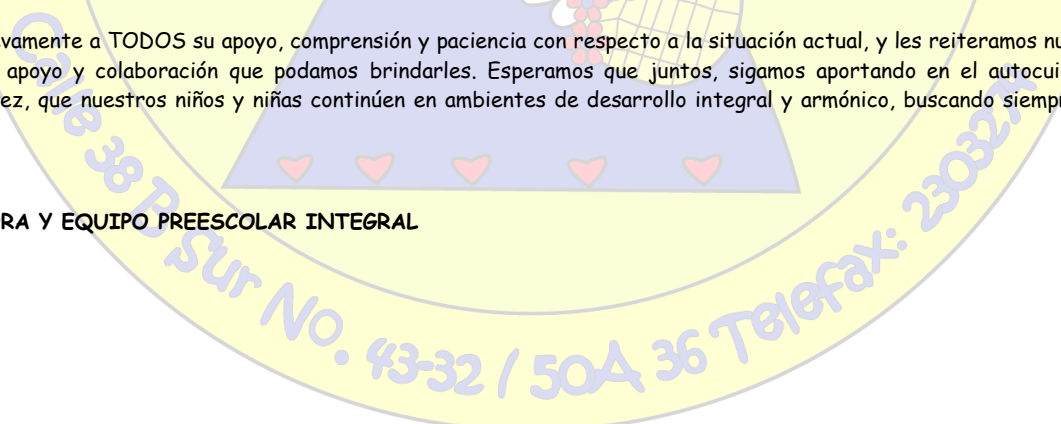 vamente a TODOS su apoyo, comprensión y paciencia con respecto a la situación actual, y les reiteramos nu
apoyo y colaboración que podamos brindarles. Esperamos que juntos, sigamos aportando en el autocui
ez, que nuestros niños y niñas continúen en ambientes de desarrollo integral y armónico, buscando siemp
RA Y EQUIPO PREESCOLAR INTEGRAL
Calle 38 B Sur No. 43-32 / 50A 36 Telefax: 2303274